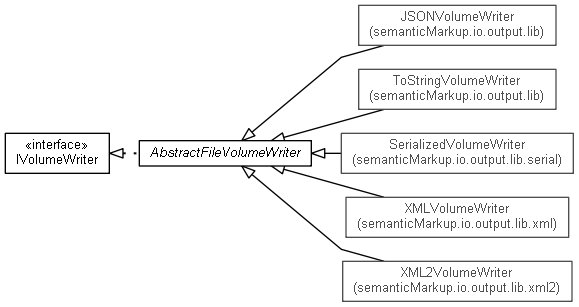 JSONVolumeWriter
(semanticMarkup.io.output.lib)
ToStringVolumeWriter
(semanticMarkup.io.output.lib)
«interface»
IVolumeWriter
AbstractFileVolumeWriter
SerializedVolumeWriter
(semanticMarkup.io.output.lib.serial)
XMLVolumeWriter
(semanticMarkup.io.output.lib.xml)
XML2VolumeWriter
(semanticMarkup.io.output.lib.xml2)